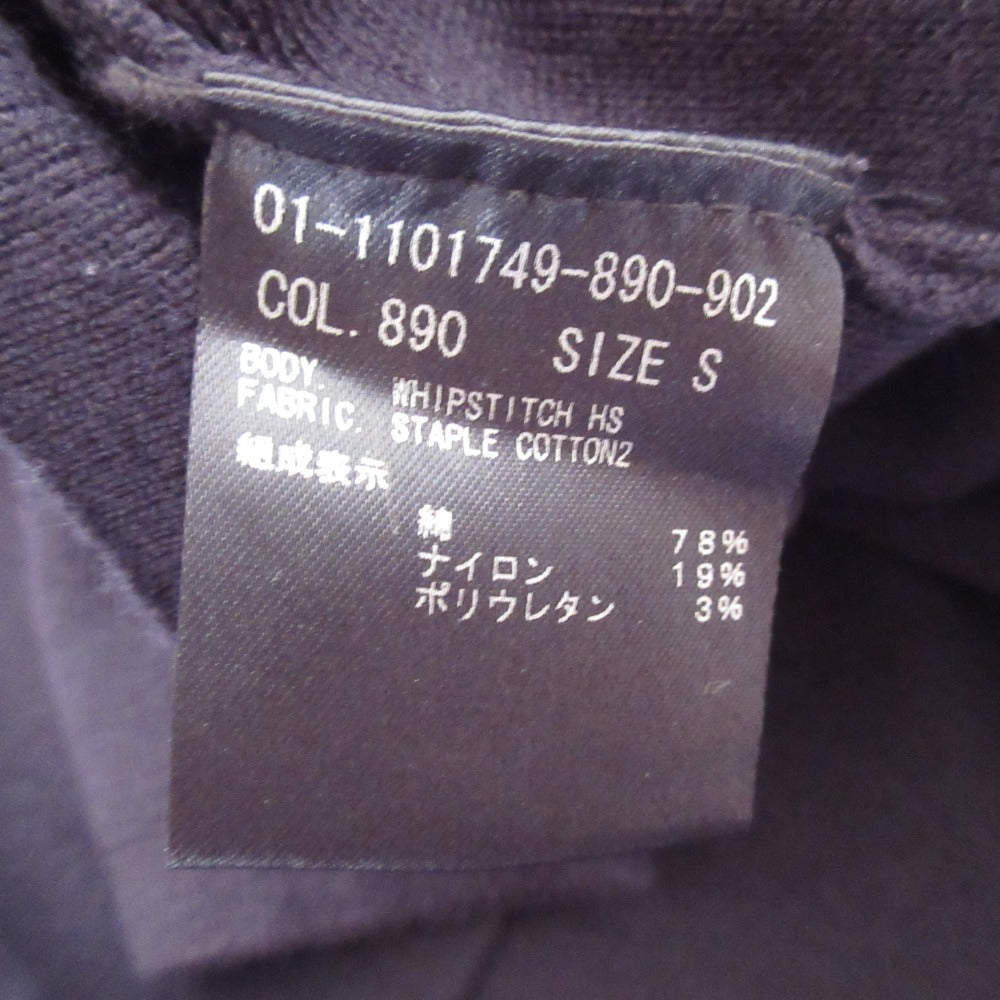 01-1101749-890-902
COL. 890 SIZE S
BODY. WHIPSTITCH HS
FABRIC. STAPLE COTTON2
組成表示
綿 78%
ナイロン 19%
ポリウレタン 3%